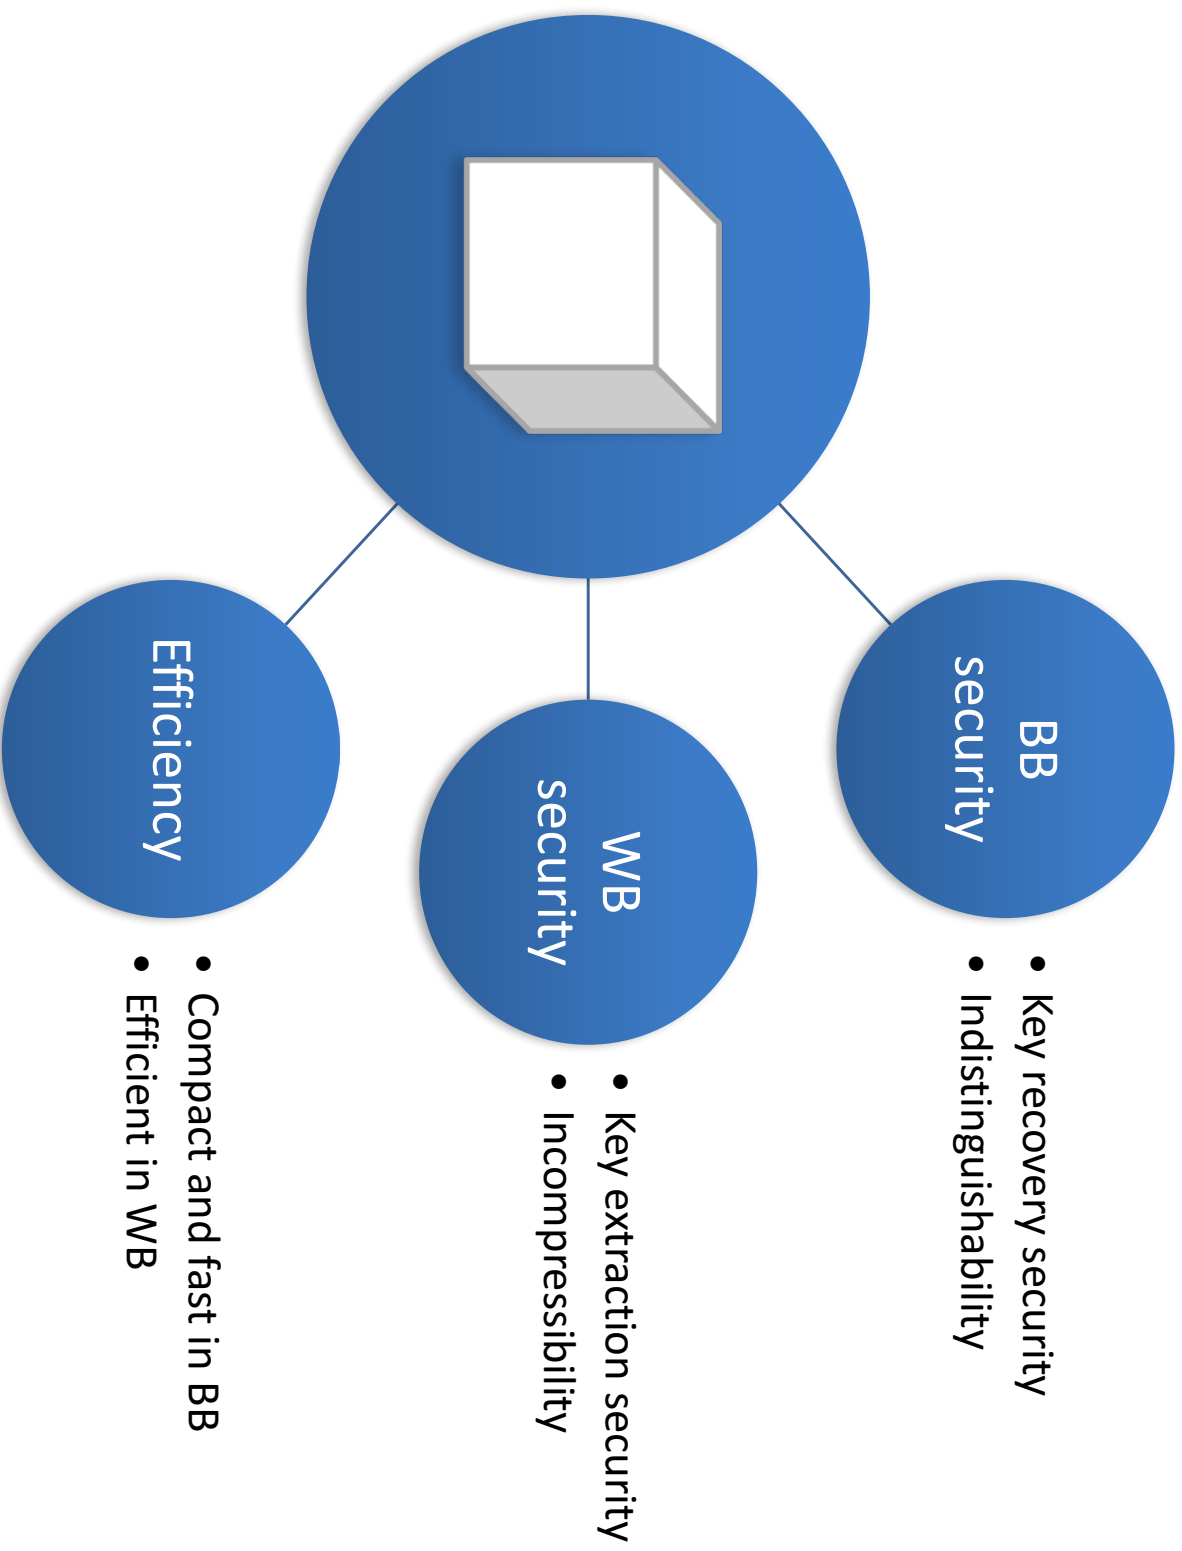 BB
security
• Key recovery security
• Indistinguishability
WB
security
• Key extraction security
• Incompressibility
Efficiency
• Compact and fast in BB
• Efficient in WB